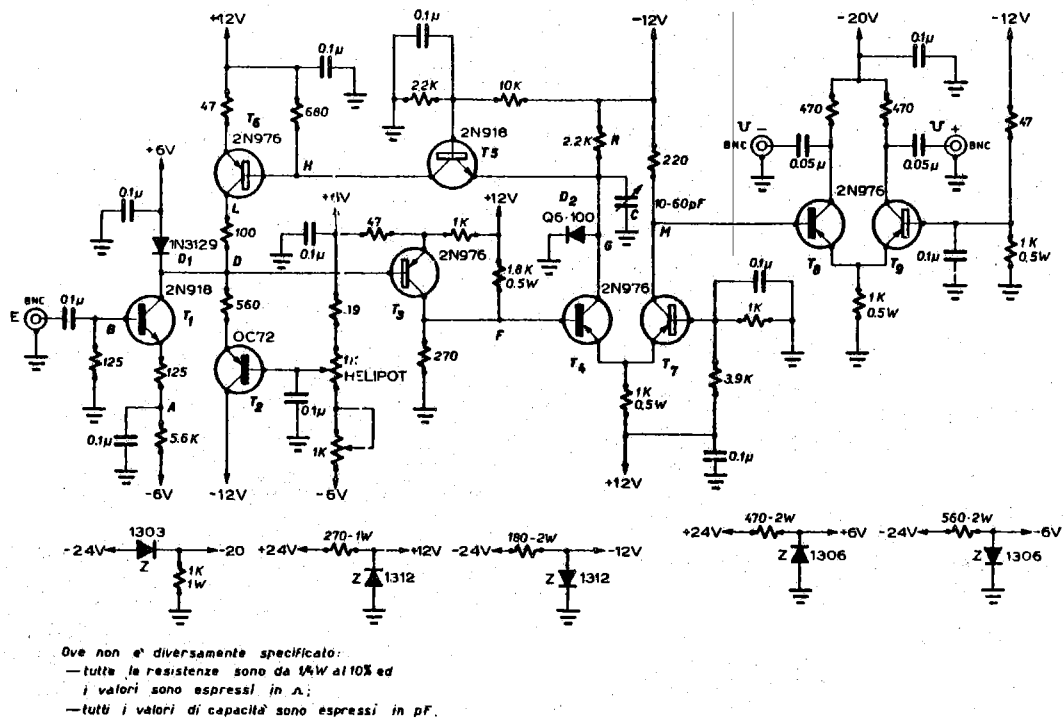 +12V
0.1μ
47
T6
680
2N976
+6V
0.1μ
1N3129
D1
L
100
D
H
2N918
BNC
E
0.1μ
B
T1
125
125
A
0.1μ
5.6K
-6V
560
OC72
T2
-12V
0.1μ
2.2K
10K
2N918
T5
+6V
0.1μ
47
1K
+12V
2N976
T3
1.8K
0.5W
F
270
.19
1K
HELIPOT
0.1μ
1K
-6V
-12V
2.2K
N
220
D2
Q6·100
G
C
10-60pF
M
2N976
T4
T7
1K
0.5W
+12V
3.9K
0.1μ
1K
0.1μ
-20V
0.1μ
470
470
U-
BNC
0.05μ
0.05μ
U+
BNC
2N976
T8
T9
1K
0.5W
-12V
47
0.1μ
1K
0,5W
-24V
1303
Z
-20
1K
1W
+24V
270-1W
+12V
Z
1312
-24V
180-2W
-12V
Z
1312
+24V
470-2W
+6V
Z
1306
-24V
560-2W
-6V
Z
1306
Ove non e' diversamente specificato:
—tutte le resistenze sono da 1/4W al 10% ed
i valori sono espressi in Ω;
—tutti i valori di capacità sono espressi in pF.